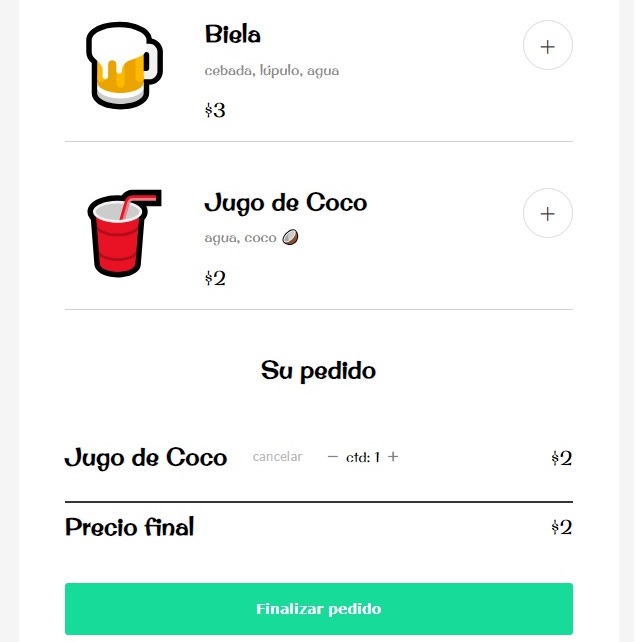 Biela
cebada, lúpulo, agua
$3
Jugo de Coco
agua, coco 🥥
$2
Su pedido
Jugo de Coco cancelar − ctd: 1 + $2
Precio final $2
Finalizar pedido